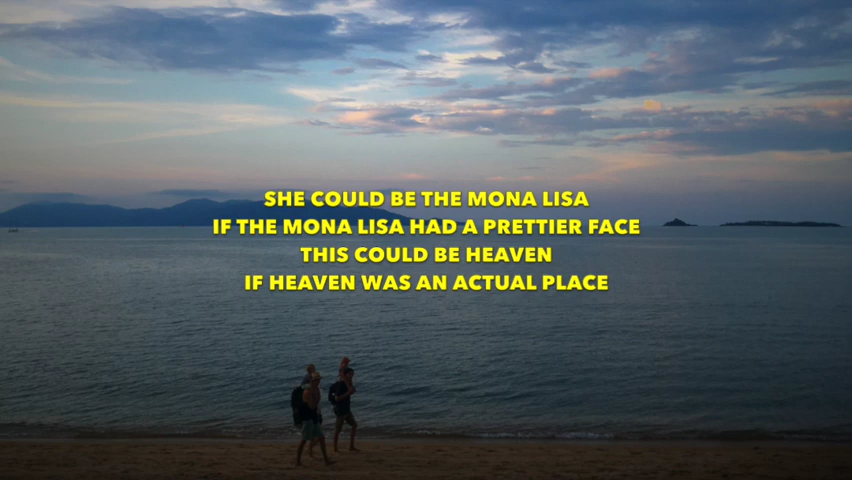 SHE COULD BE THE MONA LISA
IF THE MONA LISA HAD A PRETTIER FACE
THIS COULD BE HEAVEN
IF HEAVEN WAS AN ACTUAL PLACE